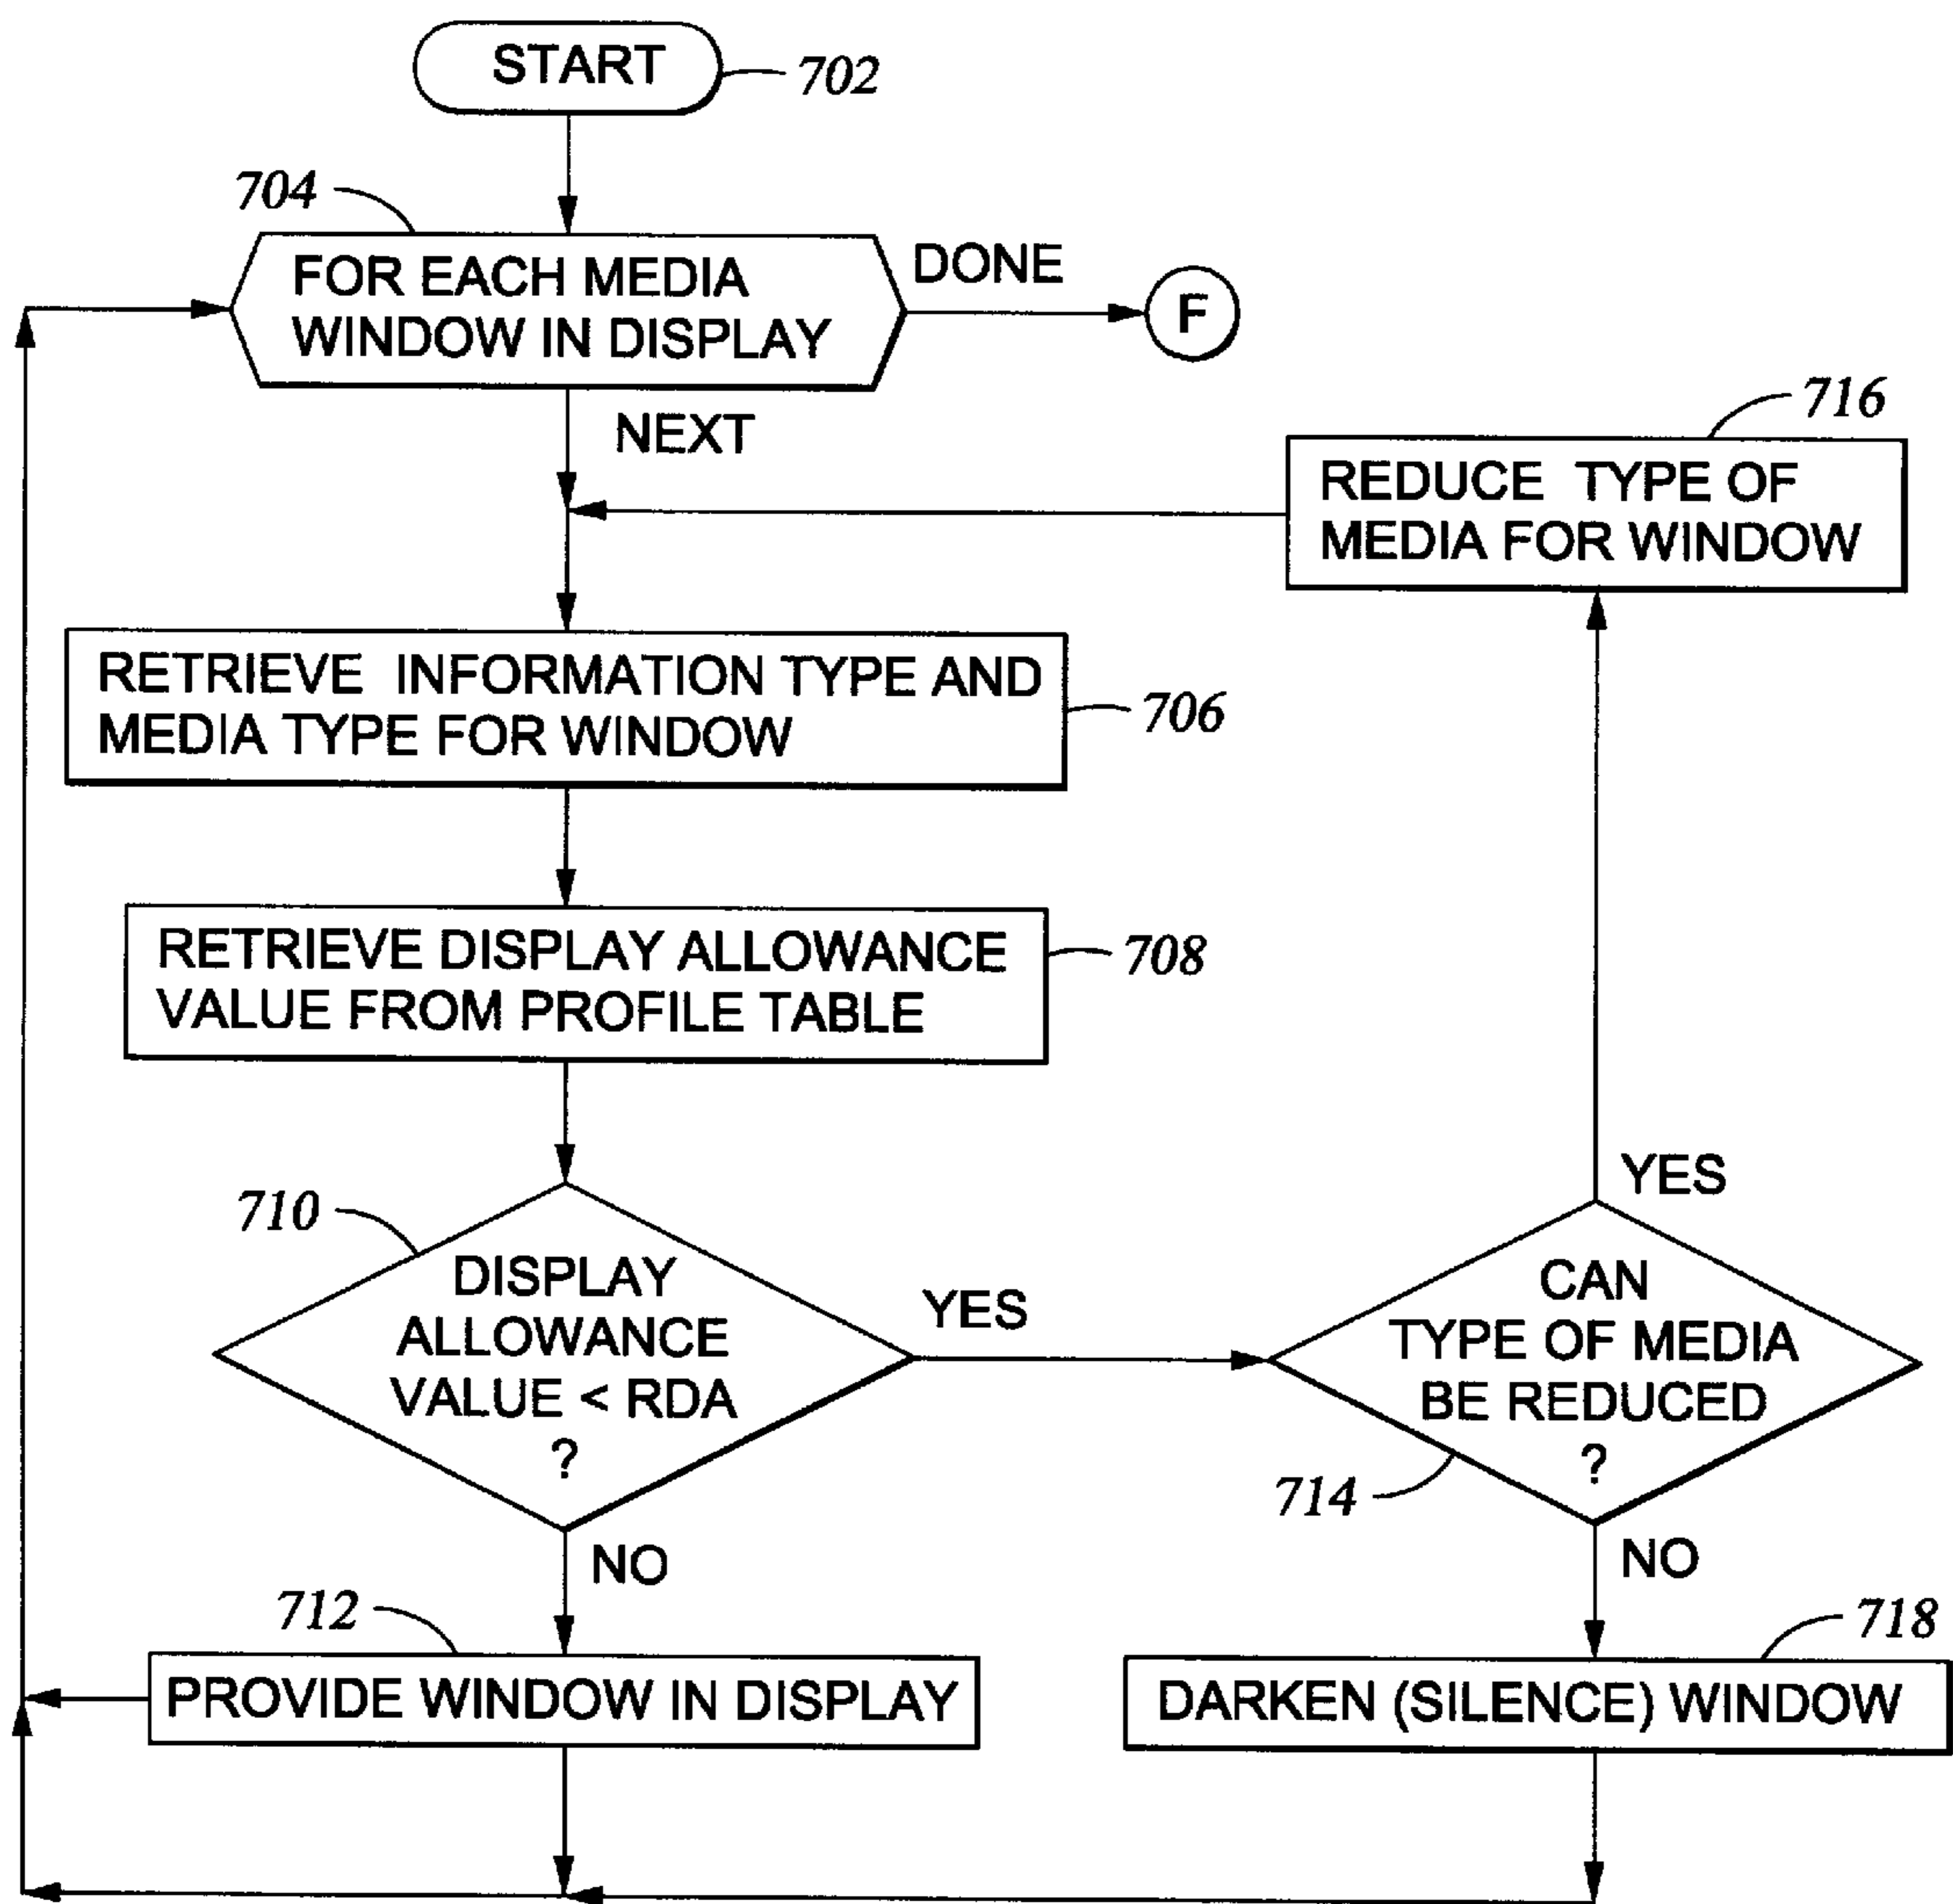 START
702
704
FOR EACH MEDIA
WINDOW IN DISPLAY
DONE
F
NEXT
716
REDUCE TYPE OF
MEDIA FOR WINDOW
RETRIEVE INFORMATION TYPE AND
MEDIA TYPE FOR WINDOW
706
RETRIEVE DISPLAY ALLOWANCE
VALUE FROM PROFILE TABLE
708
710
DISPLAY
ALLOWANCE
VALUE < RDA
?
YES
YES
CAN
TYPE OF MEDIA
BE REDUCED
?
714
NO
NO
712
PROVIDE WINDOW IN DISPLAY
718
DARKEN (SILENCE) WINDOW